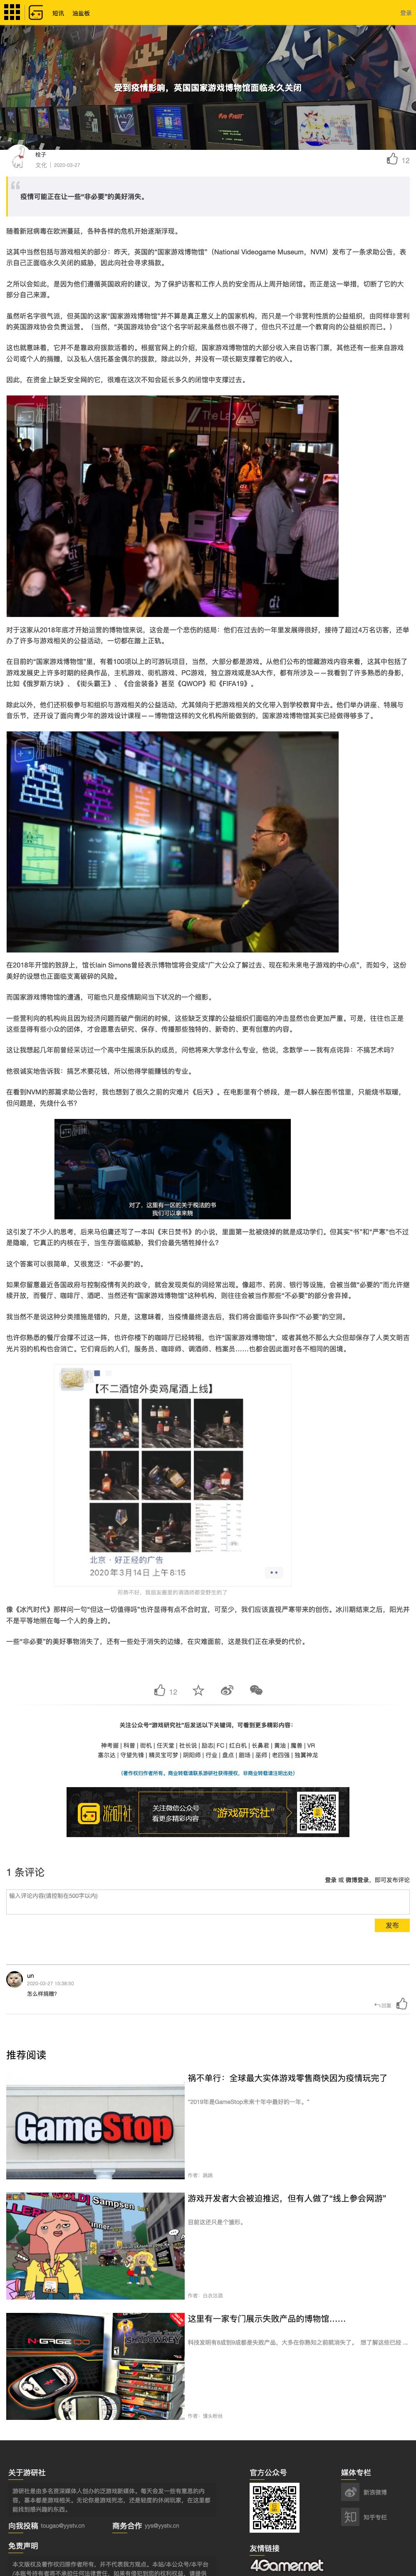 短讯 油盐板 登录
受到疫情影响，英国国家游戏博物馆面临永久关闭
桂子
文化 | 2020-03-27
12
疫情可能正在让一些“非必要”的美好消失。
随着新冠病毒在欧洲蔓延，各种各样的危机开始逐渐浮现。
这其中当然包括与游戏相关的部分：昨天，英国的“国家游戏博物馆”（National Videogame Museum，NVM）发布了一条求助公告，表
示自己正面临永久关闭的威胁，因此向社会寻求捐款。
之所以会如此，是因为他们遵循英国政府的建议，为了保护访客和工作人员的安全而从上周开始闭馆。而正是这一举措，切断了它的大
部分自己来源。
虽然听名字很气派，但英国的这家“国家游戏博物馆”并不算是真正意义上的国家机构，而只是一个非营利性质的公益组织，由同样非营利
的英国游戏协会负责运营。（当然，“英国游戏协会”这个名字听起来虽然也很不得了，但也只不过是一个教育向的公益组织而已。）
这也就意味着，它并不是靠政府拨款活着的。根据官网上的介绍，国家游戏博物馆的大部分收入来自访客门票，其他还有一些来自游戏
公司或个人的捐赠，以及私人信托基金偶尔的拨款，除此以外，并没有一项长期支撑着它的收入。
因此，在资金上缺乏安全网的它，很难在这次不知会延长多久的闭馆中支撑过去。
The Lab
对于这家从2018年底才开始运营的博物馆来说，这会是一个悲伤的结局：他们在过去的一年里发展得很好，接待了超过4万名访客，还举
办了许多与游戏相关的公益活动，一切都在踏上正轨。
在目前的“国家游戏博物馆”里，有着100项以上的可游玩项目，当然，大部分都是游戏。从他们公布的馆藏游戏内容来看，这其中包括了
游戏发展史上许多时期的经典作品，主机游戏、街机游戏、PC游戏，独立游戏或是3A大作，都有所涉及——我看到了许多熟悉的身影，
比如《俄罗斯方块》、《街头霸王》、《合金装备》甚至《QWOP》和《FIFA19》。
除此以外，他们还积极参与和组织与游戏相关的公益活动，尤其倾向于把游戏相关的文化带入到学校教育中去。他们举办讲座、特展与
音乐节，还开设了面向青少年的游戏设计课程——博物馆这样的文化机构所能做到的，国家游戏博物馆其实已经做得够多了。
在2018年开馆的致辞上，馆长Iain Simons曾经表示博物馆将会变成“广大公众了解过去、现在和未来电子游戏的中心点”，而如今，这份
美好的设想也正面临支离破碎的风险。
而国家游戏博物馆的遭遇，可能也只是疫情期间当下状况的一个缩影。
一些营利向的机构尚且因为经济问题而破产倒闭的时候，这些缺乏支撑的公益组织们面临的冲击显然也会更加严重。可是，往往也正是
这些显得有些小众的团体，才会愿意去研究、保存、传播那些独特的、新奇的、更有创意的内容。
这让我想起几年前曾经采访过一个高中生摇滚乐队的成员，问他将来大学念什么专业，他说，念数学——我有点诧异：不搞艺术吗？
他很诚实地告诉我：搞艺术要花钱，所以他得学能赚钱的专业。
在看到NVM的那篇求助公告时，我也想到了很久之前的灾难片《后天》。在电影里有个桥段，是一群人躲在图书馆里，只能烧书取暖，
但问题是，先烧什么书?
对了，这里有一区的关于税法的书
我们可以拿来烧
这引发了不少人的思考，后来马伯庸还写了一本叫《末日焚书》的小说，里面第一批被烧掉的就是成功学们。但其实“书”和“严寒”也不过
是隐喻，它真正的内核在于，当生存面临威胁，我们会最先牺牲掉什么？
这个答案可以很简单，又很宽泛：“不必要”的。
如果你留意最近各国政府与控制疫情有关的政令，就会发现类似的词经常出现。像超市、药房、银行等设施，会被当做“必要的”而允许继
续开放，而餐厅、咖啡厅、酒吧、当然还有“国家游戏博物馆”这种机构，则往往会被当作那些“不必要”的部分舍弃掉。
我当然不是说这种分类措施是错的，只是，这意味着，当疫情最终退去后，我们将会面临许多叫作“不必要”的空洞。
也许你熟悉的餐厅会撑不过这一阵，也许你楼下的咖啡厅已经转租，也许“国家游戏博物馆”，或者其他不那么大众但却保存了人类文明吉
光片羽的机构也会消亡。它们背后的人们，服务员、咖啡师、调酒师、档案员……也都会因此面对各不相同的困境。
【不二酒馆外卖鸡尾酒上线】
北京 · 好正经的广告
2020年3月14日 上午8:15
形势不好，我朋友圈里的调酒师都营野生的了
像《冰汽时代》那样问一句“但这一切值得吗”也许显得有点不合时宜，可至少，我们应该直视严寒带来的创伤。冰川期结束之后，阳光并
不是平等地照在每一个人的身上的。
一些“非必要”的美好事物消失了，还有一些处于消失的边缘，在灾难面前，这是我们正在承受的代价。
12
关注公众号“游戏研究社”后发送以下关键词，可看到更多精彩内容：
神考据 | 科普 | 街机 | 任天堂 | 社长说 | 励志| FC | 红白机 | 长鼻君 | 黄油 | 魔兽 | VR
塞尔达 | 守望先锋 | 精灵宝可梦 | 阴阳师 | 行业 | 盘点 | 剧场 | 巫师 | 老四强 | 独翼神龙
（著作权归作者所有，商业转载请联系游研社获得授权，非商业转载请注明出处）
游研社 关注微信公众号 看更多精彩内容 “游戏研究社”
1 条评论
登录 或 微博登录，即可发布评论
输入评论内容(请控制在500字以内)
发布
un
2020-03-27 15:38:50
怎么样捐赠？
回复
推荐阅读
GameStop
祸不单行：全球最大实体游戏零售商快因为疫情玩完了
“2019年是GameStop未来十年中最好的一年。”
游戏开发者大会被迫推迟，但有人做了“线上参会网游”
目前这还只是个雏形。
N·GAGE QD
这里有一家专门展示失败产品的博物馆……
关于游研社
游研社是由多名资深媒体人创办的泛游戏新媒体。每天会发一些有意思的内
容，基本都是游戏相关。无论你是游戏死忠，还是轻度的休闲玩家，在这里都
能找到感兴趣的东西。
向我投稿 tougao@yystv.cn 商务合作 yys@yystv.cn
免责声明
本文版权及著作权归原作者所有，并不代表我方观点。本站/本公众号/本平台
官方公众号
友情链接
4Gamer.net
媒体专栏
新浪微博
知乎专栏